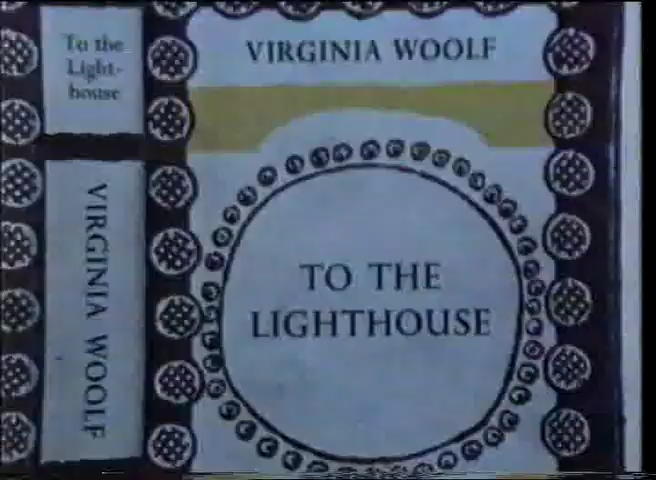 To the
Light-
house
VIRGINIA WOOLF
VIRGINIA WOOLF
TO THE
LIGHTHOUSE